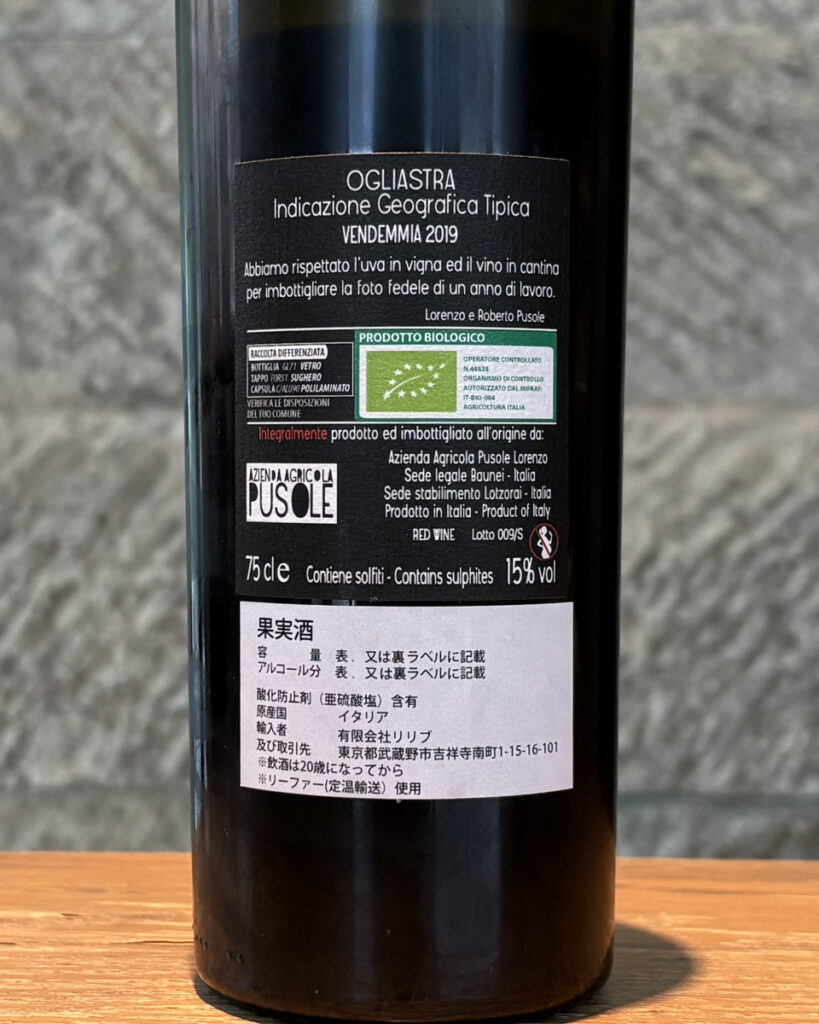 OGLIASTRA
Indicazione Geografica Tipica
VENDEMMIA 2019
Abbiamo rispettato l'uva in vigna ed il vino in cantina
per imbottigliare la foto fedele di un anno di lavoro.
Lorenzo e Roberto Pusole
RACCOLTA DIFFERENZIATA
BOTTIGLIA GL71 VETRO
TAPPO FOR51 SUGHERO
CAPSULA C/ALU90 POLILAMINATO
VERIFICA LE DISPOSIZIONI
DEL TUO COMUNE
PRODOTTO BIOLOGICO
OPERATORE CONTROLLATO
N.44638
ORGANISMO DI CONTROLLO
AUTORIZZATO DAL MIPAAF:
IT-BIO-004
AGRICOLTURA ITALIA
Integralmente prodotto ed imbottigliato all'origine da:
AZIENDA AGRICOLA
PUSOLE
Azienda Agricola Pusole Lorenzo
Sede legale Baunei - Italia
Sede stabilimento Lotzorai - Italia
Prodotto in Italia - Product of Italy
RED WINE Lotto 009/S
75 cl e Contiene solfiti - Contains sulphites 15% vol
果実酒
容 量 表、又は裏ラベルに記載
アルコール分 表、又は裏ラベルに記載
酸化防止剤（亜硫酸塩）含有
原産国 イタリア
輸入者 有限会社リリブ
及び取引先 東京都武蔵野市吉祥寺南町1-15-16-101
※飲酒は20歳になってから
※リーファー(定温輸送）使用